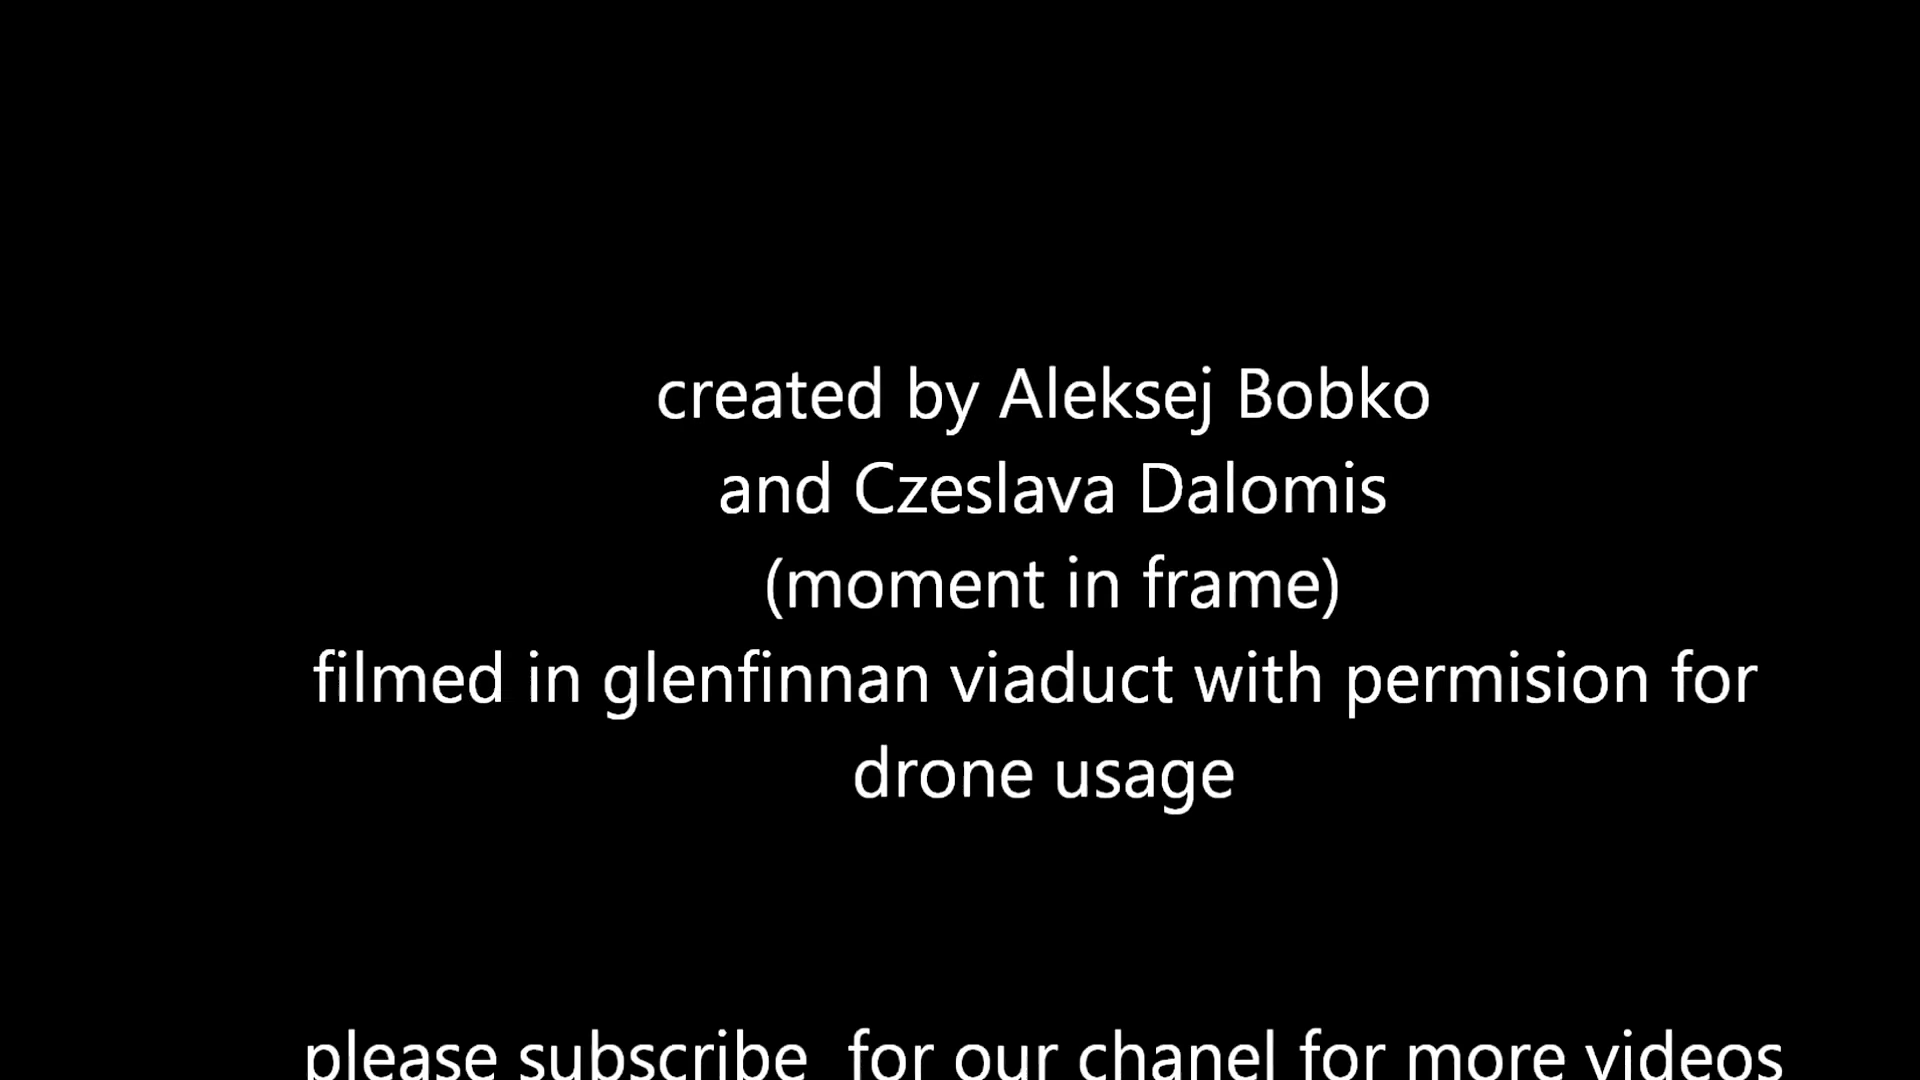 created by Aleksej Bobko
and Czeslava Dalomis
(moment in frame)
filmed in glenfinnan viaduct with permision for
drone usage
please subscribe  for our chanel for more videos